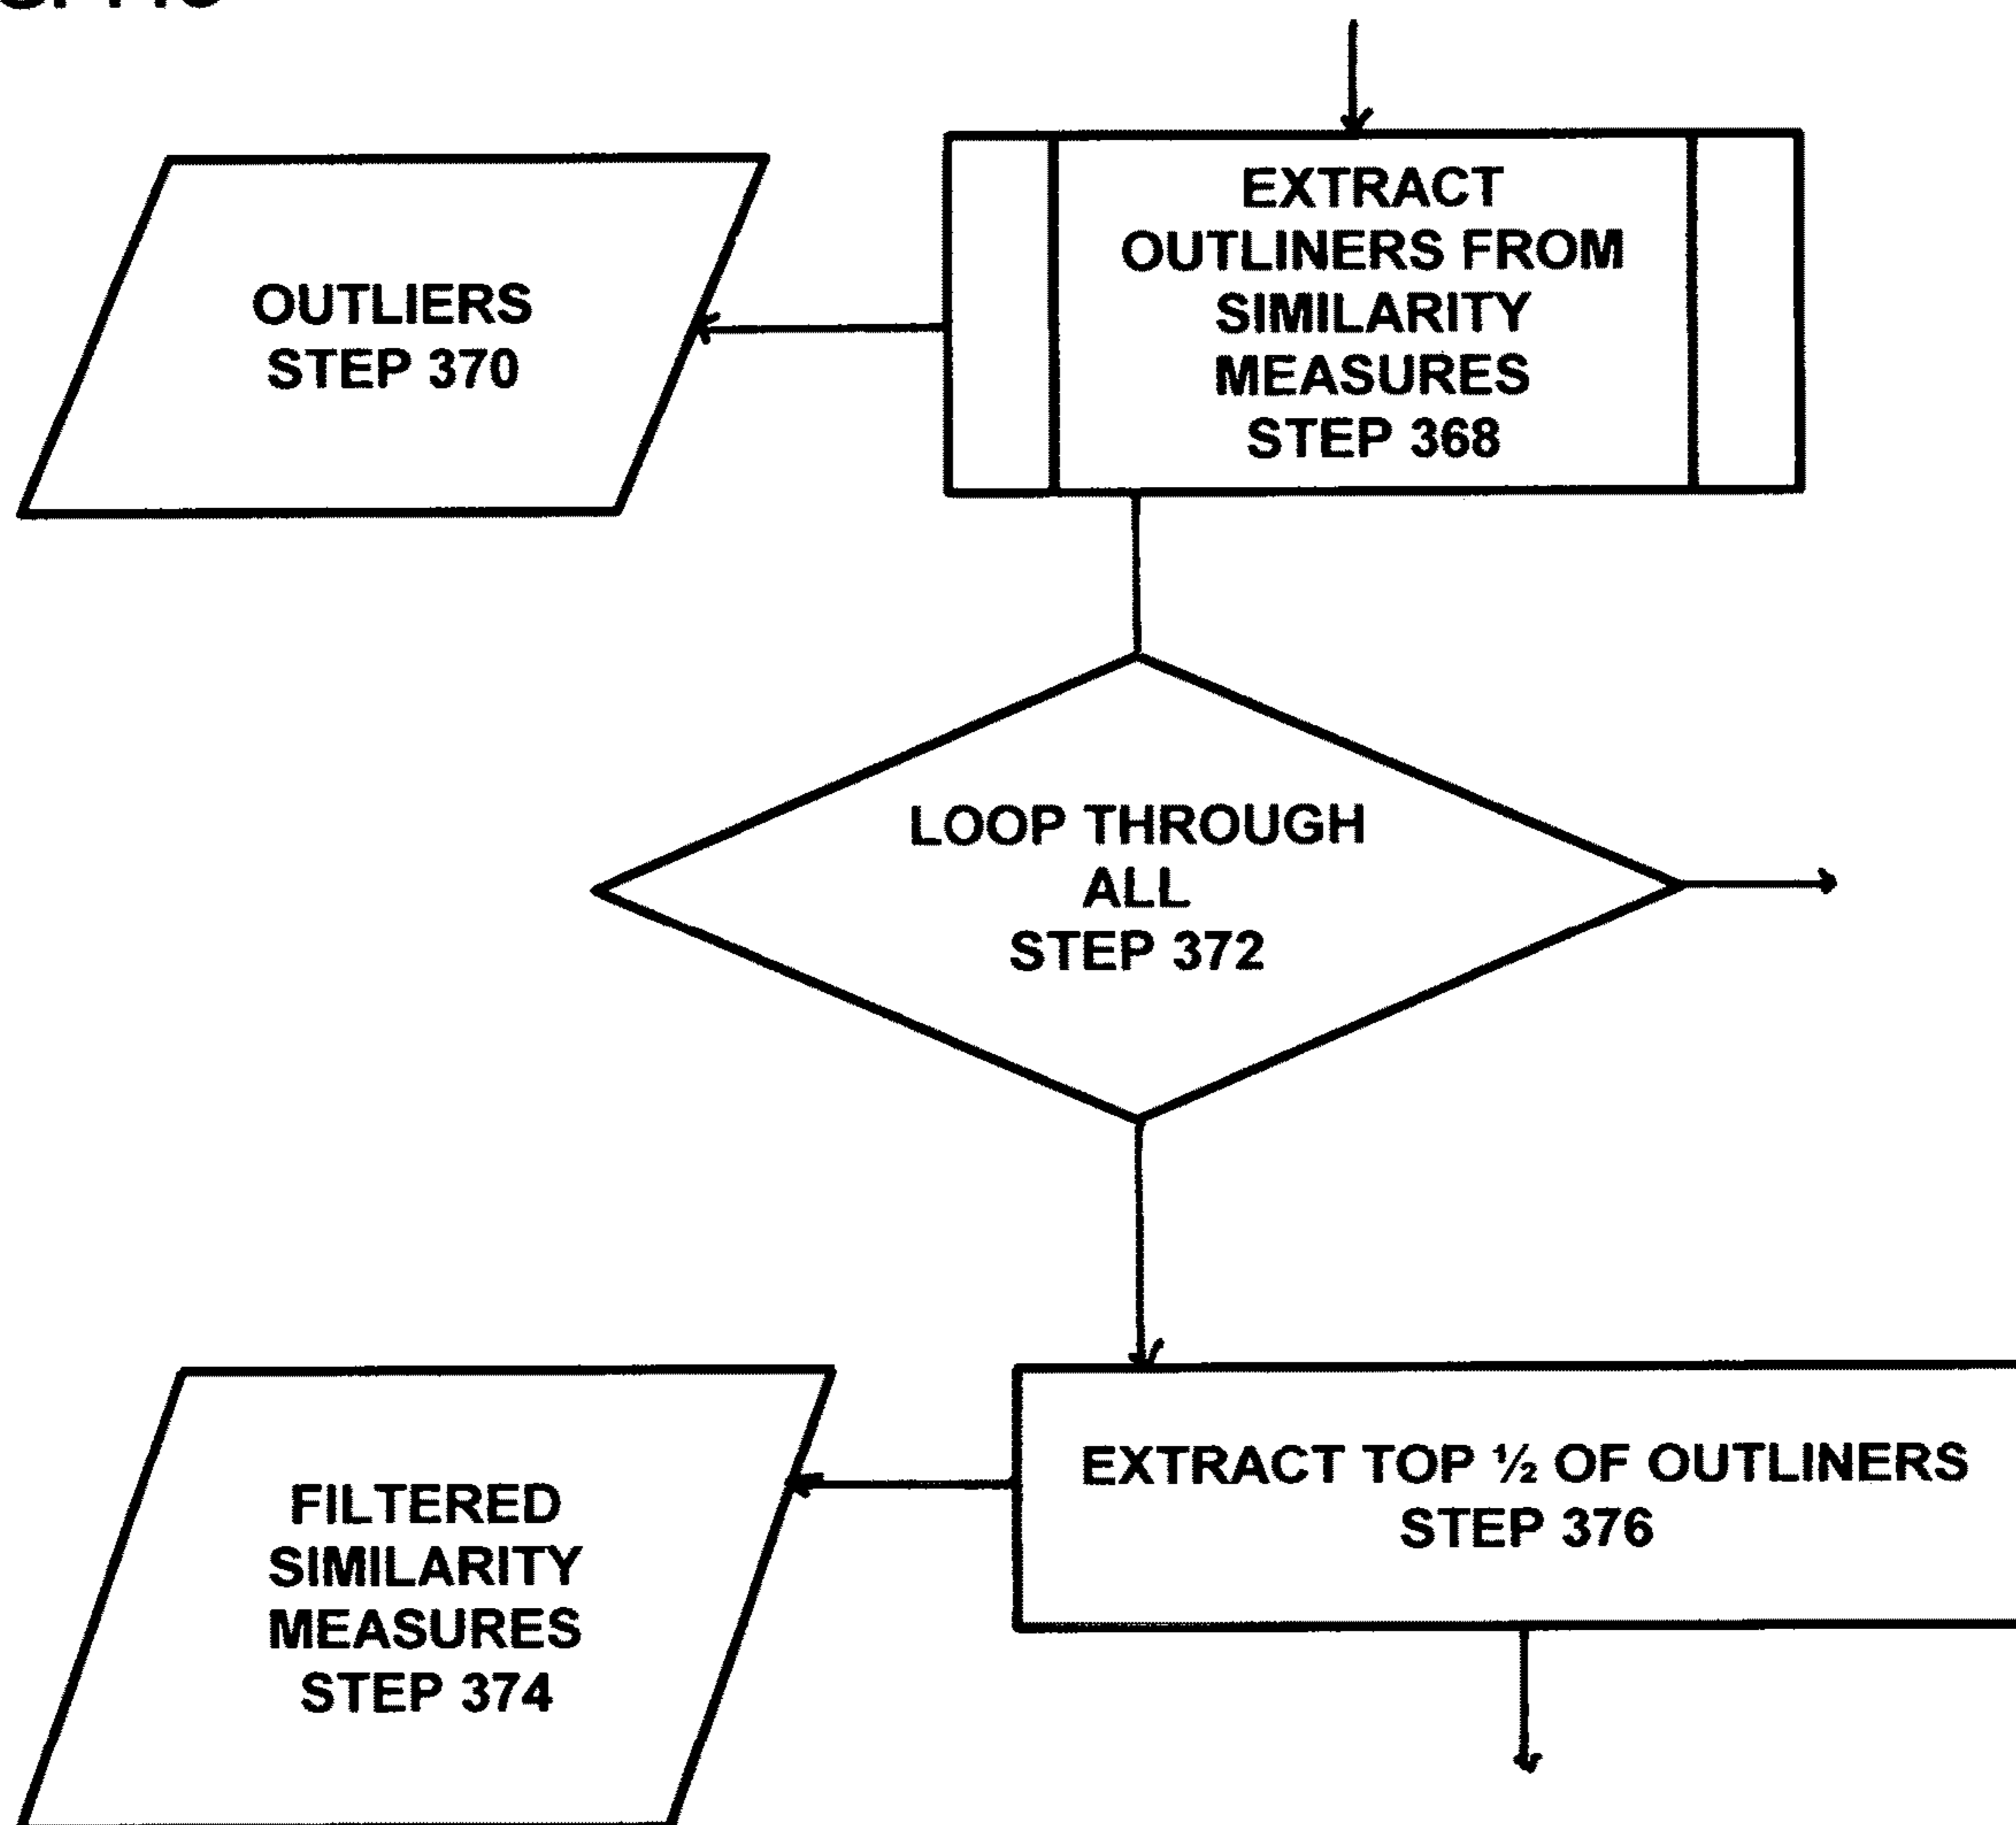 EXTRACT
OUTLINERS FROM
SIMILARITY
MEASURES
STEP 368
OUTLIERS
STEP 370
LOOP THROUGH
ALL
STEP 372
EXTRACT TOP ½ OF OUTLINERS
STEP 376
FILTERED
SIMILARITY
MEASURES
STEP 374